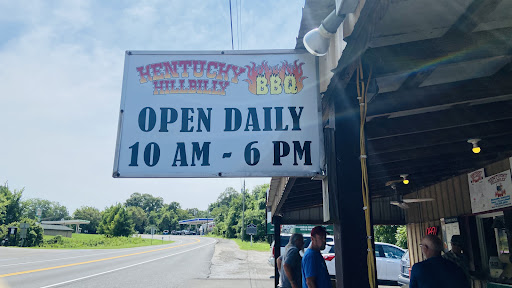 KENTUCKY
HILLBILLY
BBQ
OPEN DAILY
10 AM - 6 PM